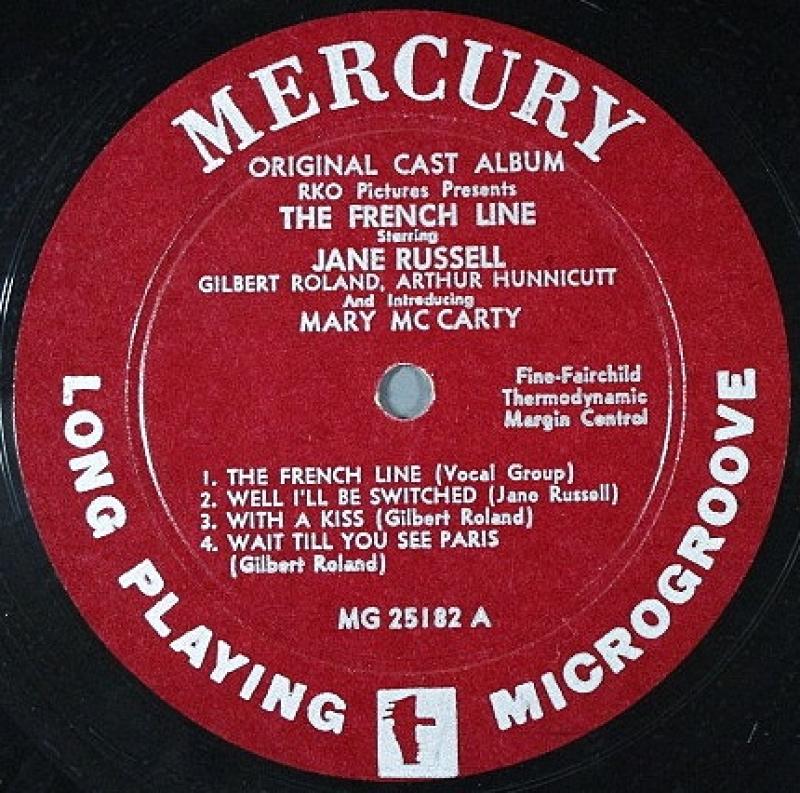 MERCURY
ORIGINAL CAST ALBUM
RKO Pictures Presents
THE FRENCH LINE
Starring
JANE RUSSELL
GILBERT ROLAND, ARTHUR HUNNICUTT
And Introducing
MARY MC CARTY
Fine-Fairchild
Thermodynamic
Margin Control
1. THE FRENCH LINE (Vocal Group)
2. WELL I'LL BE SWITCHED (Jane Russell)
3. WITH A KISS (Gilbert Roland)
4. WAIT TILL YOU SEE PARIS
(Gilbert Roland)
MG 25182 A
LONG PLAYING MICROGROOVE